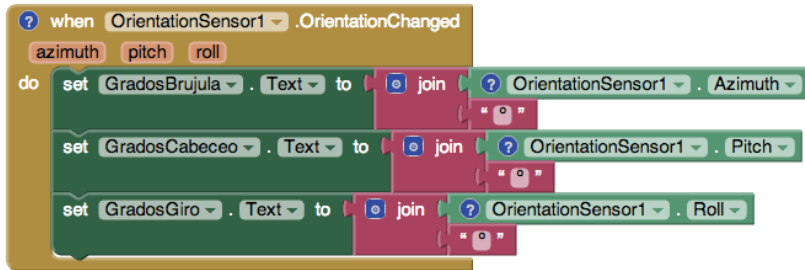 ? when OrientationSensor1 .OrientationChanged
azimuth pitch roll
do set GradosBrujula . Text to join ? OrientationSensor1 . Azimuth
" º "
set GradosCabeceo . Text to join ? OrientationSensor1 . Pitch
" º "
set GradosGiro . Text to join ? OrientationSensor1 . Roll
" º "